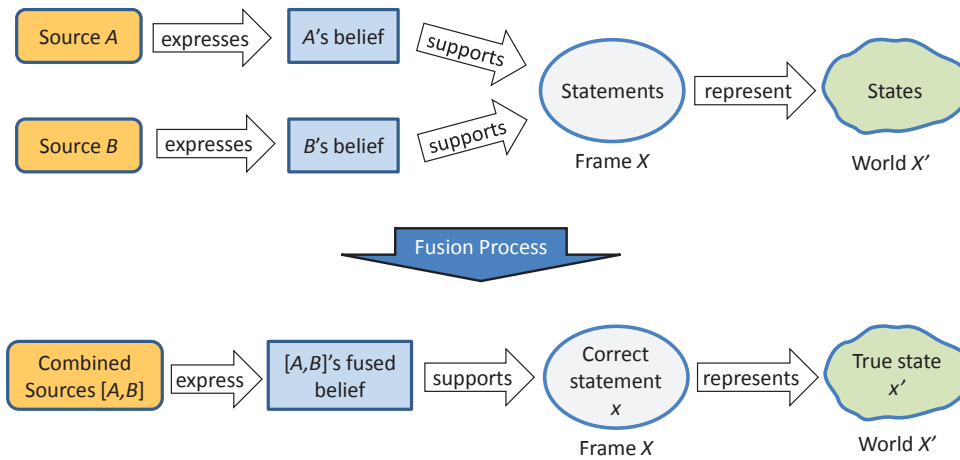 Source A
expresses
A's belief
supports
Statements
represent
States
Source B
expresses
B's belief
supports
Frame X
World X'
Fusion Process
Combined
Sources [A,B]
express
[A,B]'s fused
belief
supports
Correct
statement
x
represents
True state
x'
Frame X
World X'